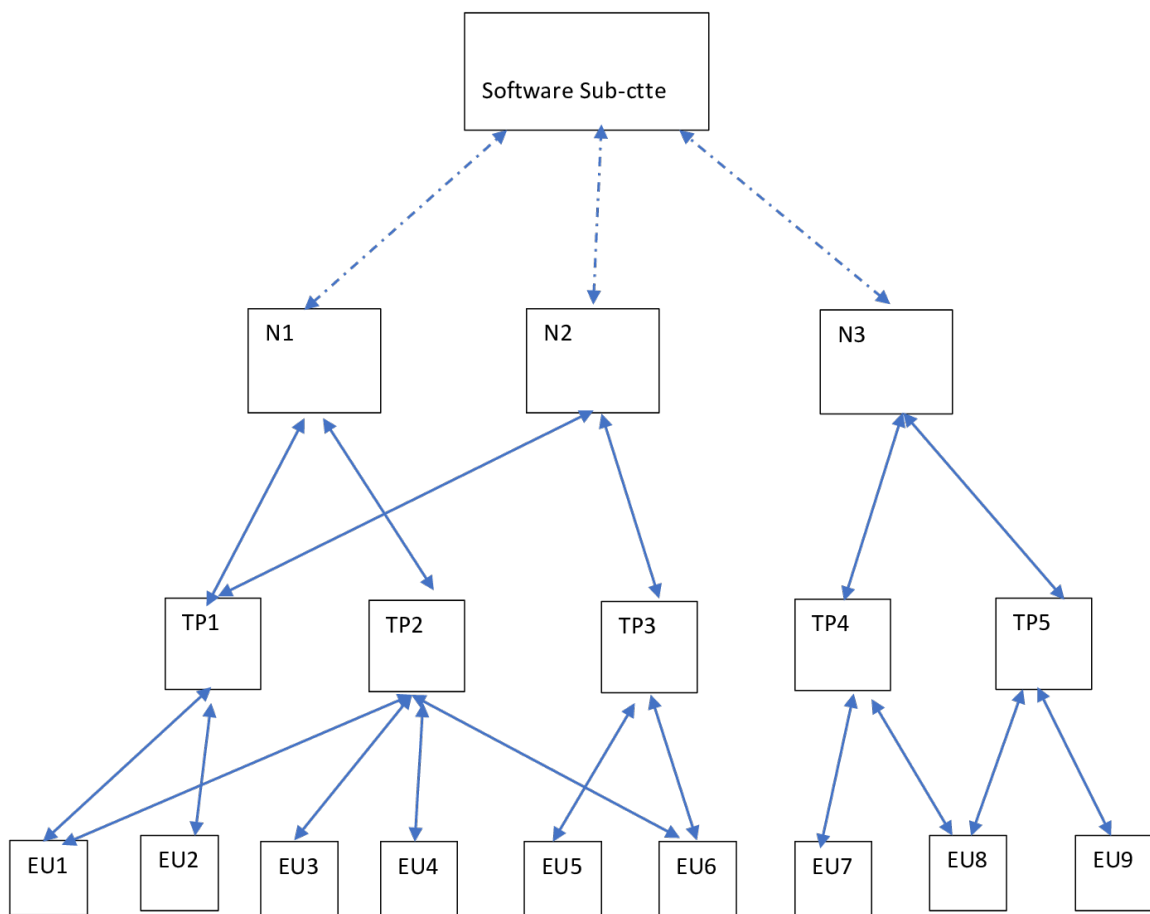 Software Sub-ctte
N1
N2
N3
TP1
TP2
TP3
TP4
TP5
EU1
EU2
EU3
EU4
EU5
EU6
EU7
EU8
EU9